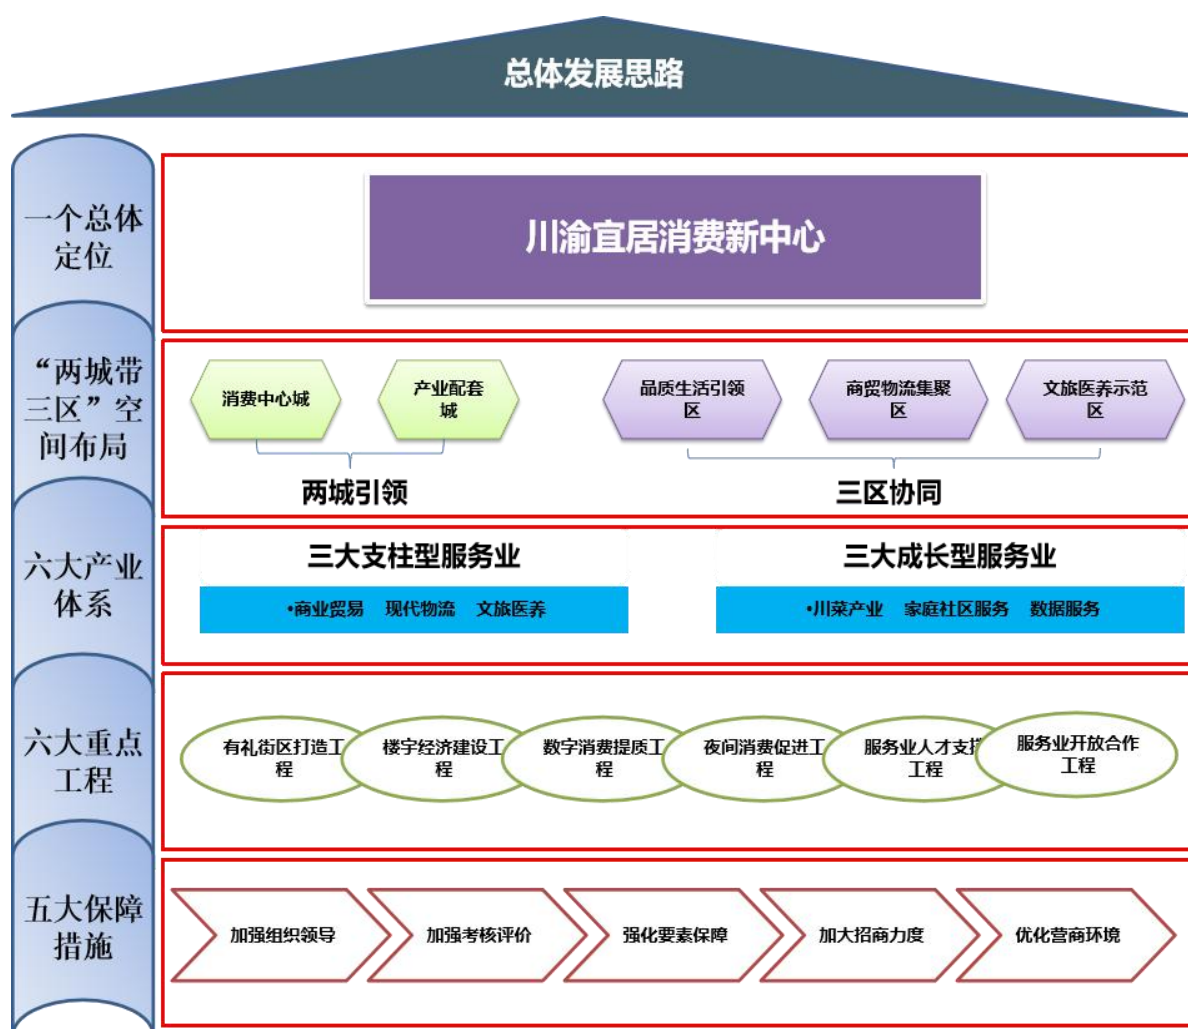 总体发展思路
一个总体
定位
川渝宜居消费新中心
“两城带
三区”空
间布局
消费中心城
产业配套
城
品质生活引领
区
商贸物流集聚
区
文旅医养示范
区
两城引领
三区协同
六大产业
体系
三大支柱型服务业
•商业贸易 现代物流 文旅医养
三大成长型服务业
•川菜产业 家庭社区服务 数据服务
六大重点
工程
有礼街区打造工
程
楼宇经济建设工
程
数字消费提质工
程
夜间消费促进工
程
服务业人才支撑
工程
服务业开放合作
工程
五大保障
措施
加强组织领导
加强考核评价
强化要素保障
加大招商力度
优化营商环境